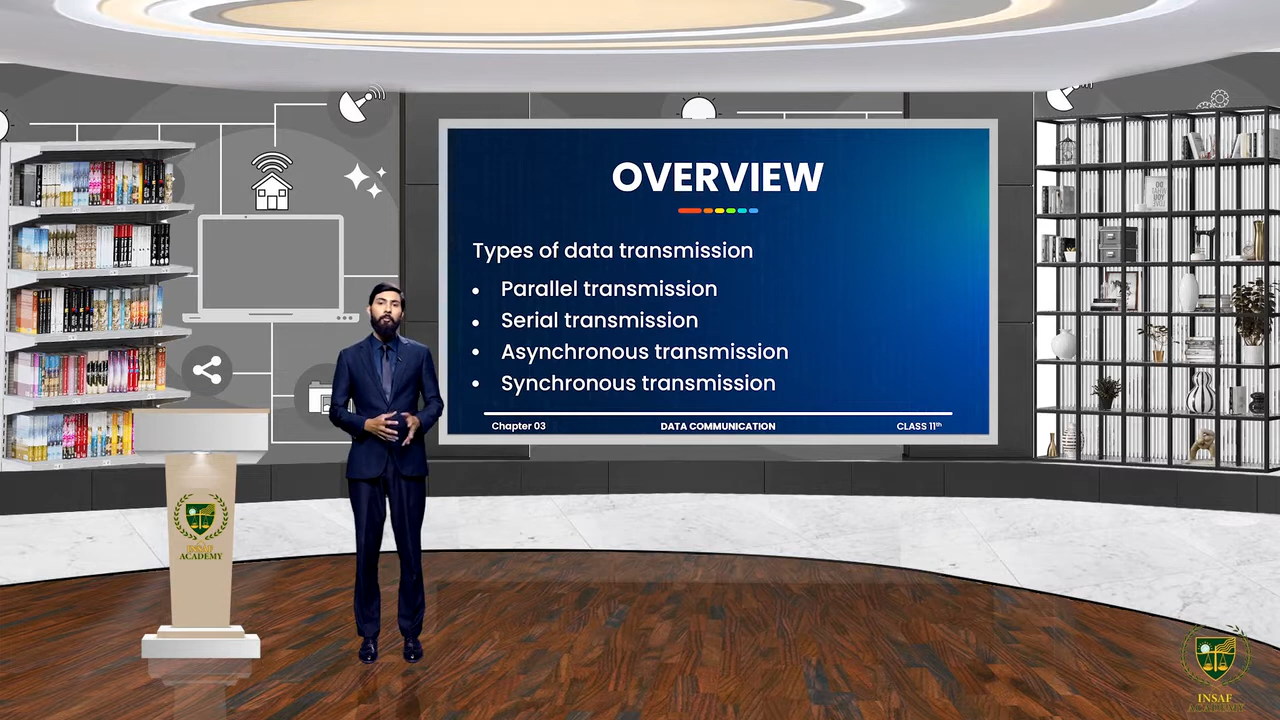 OVERVIEW
Types of data transmission
• Parallel transmission
• Serial transmission
• Asynchronous transmission
• Synchronous transmission
Chapter 03
DATA COMMUNICATION
CLASS 11th
INSAF
ACADEMY
INSAF
ACADEMY